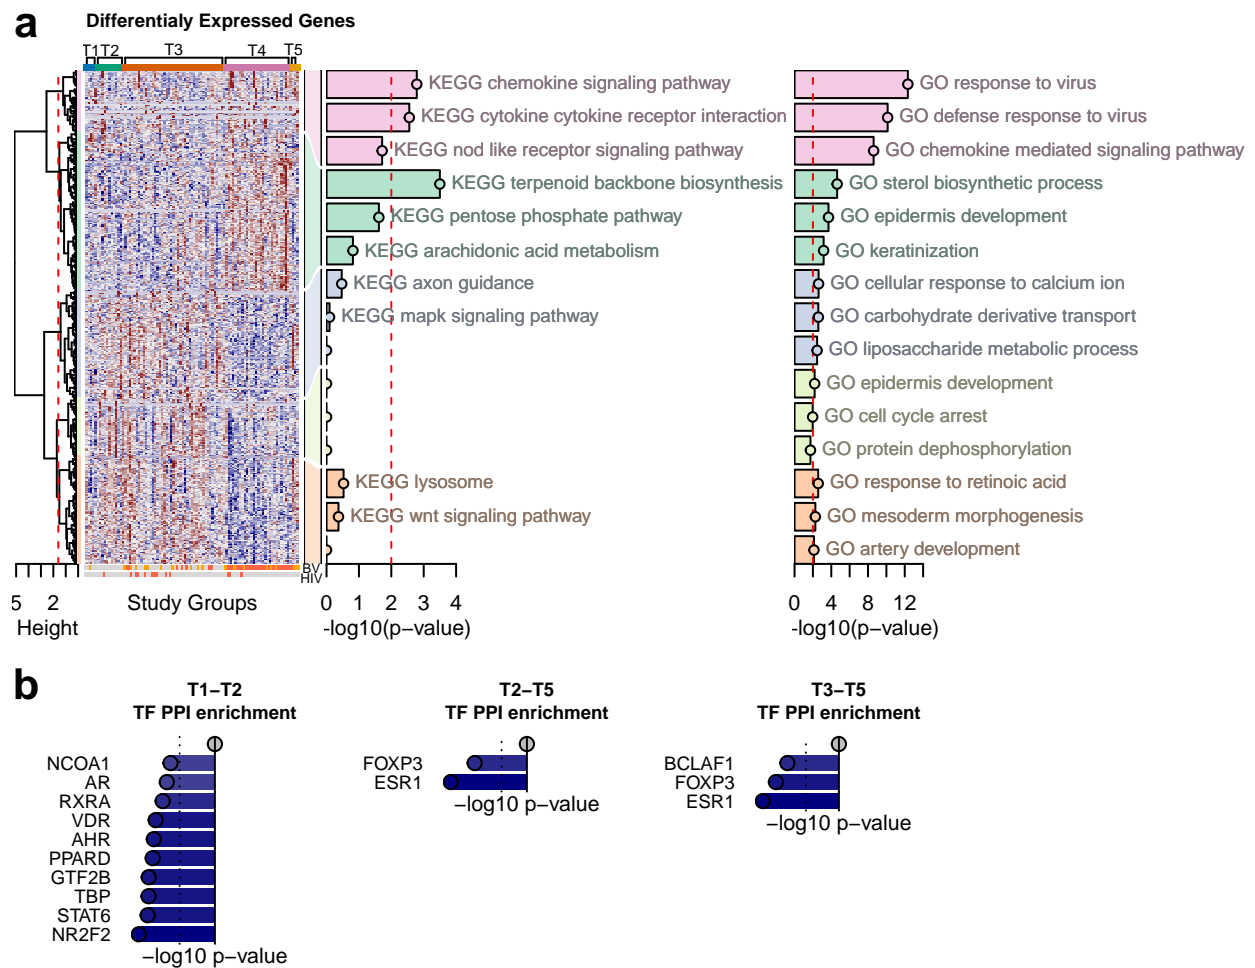 a
Differentialy Expressed Genes
T1 T2 T3 T4 T5
KEGG chemokine signaling pathway
KEGG cytokine cytokine receptor interaction
KEGG nod like receptor signaling pathway
KEGG terpenoid backbone biosynthesis
KEGG pentose phosphate pathway
KEGG arachidonic acid metabolism
KEGG axon guidance
KEGG mapk signaling pathway
KEGG lysosome
KEGG wnt signaling pathway
GO response to virus
GO defense response to virus
GO chemokine mediated signaling pathway
GO sterol biosynthetic process
GO epidermis development
GO keratinization
GO cellular response to calcium ion
GO carbohydrate derivative transport
GO liposaccharide metabolic process
GO epidermis development
GO cell cycle arrest
GO protein dephosphorylation
GO response to retinoic acid
GO mesoderm morphogenesis
GO artery development
BV
HIV
5 2
Height
Study Groups
0 1 2 3 4
-log10(p−value)
0 4 8 12
-log10(p−value)
b
T1−T2
TF PPI enrichment
NCOA1
AR
RXRA
VDR
AHR
PPARD
GTF2B
TBP
STAT6
NR2F2
−log10 p−value
T2−T5
TF PPI enrichment
FOXP3
ESR1
−log10 p−value
T3−T5
TF PPI enrichment
BCLAF1
FOXP3
ESR1
−log10 p−value